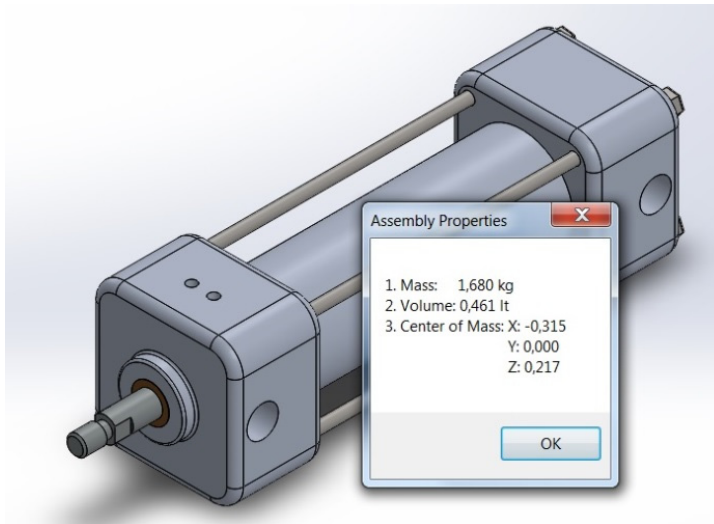 Assembly Properties
1. Mass: 1,680 kg
2. Volume: 0,461 lt
3. Center of Mass: X: -0,315
Y: 0,000
Z: 0,217
OK